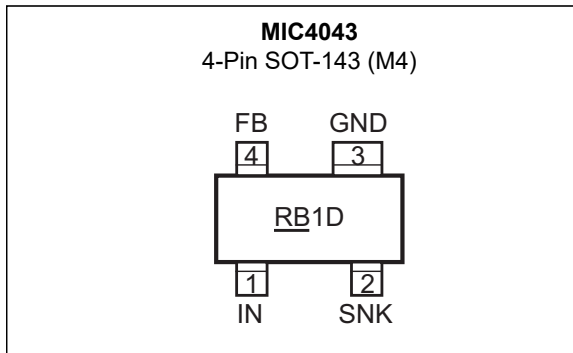 MIC4043
4-Pin SOT-143 (M4)
FB GND
4 3
RB1D
1 2
IN SNK